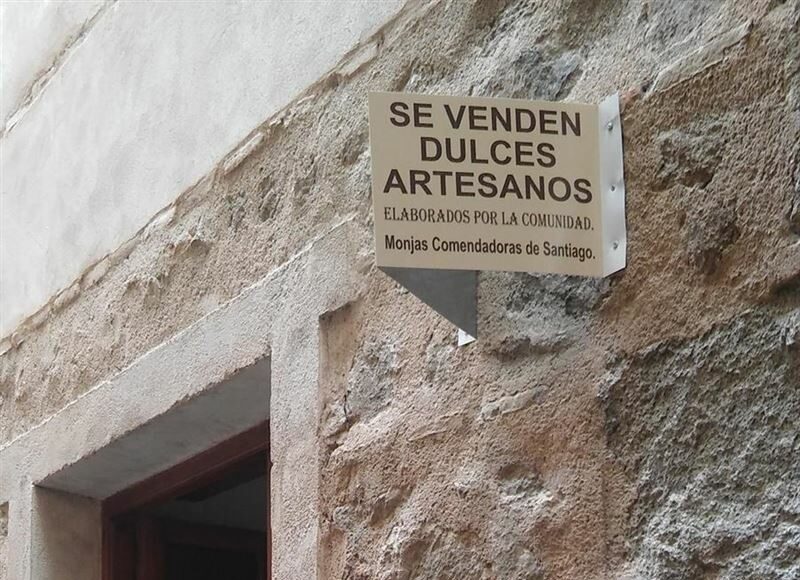 SE VENDEN
DULCES
ARTESANOS
ELABORADOS POR LA COMUNIDAD.
Monjas Comendadoras de Santiago.